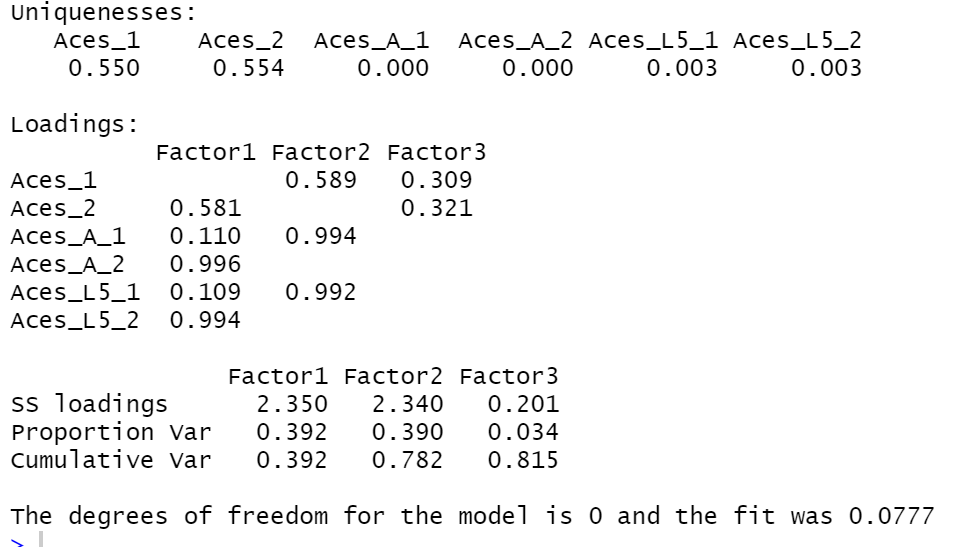 Uniquenesses:
   Aces_1    Aces_2  Aces_A_1  Aces_A_2 Aces_L5_1 Aces_L5_2
    0.550     0.554     0.000     0.000     0.003     0.003

Loadings:
          Factor1 Factor2 Factor3
Aces_1             0.589   0.309
Aces_2     0.581           0.321
Aces_A_1   0.110   0.994
Aces_A_2   0.996
Aces_L5_1  0.109   0.992
Aces_L5_2  0.994

               Factor1 Factor2 Factor3
SS loadings      2.350   2.340   0.201
Proportion Var   0.392   0.390   0.034
Cumulative Var   0.392   0.782   0.815

The degrees of freedom for the model is 0 and the fit was 0.0777
>